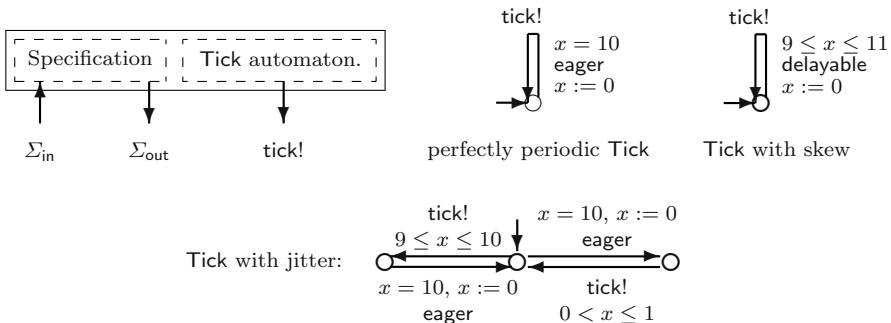 Specification
Tick automaton.
Σin
Σout
tick!
tick!
x = 10
eager
x := 0
perfectly periodic Tick
tick!
9 ≤ x ≤ 11
delayable
x := 0
Tick with skew
Tick with jitter:
tick!
9 ≤ x ≤ 10
x = 10, x := 0
eager
x = 10, x := 0
eager
tick!
0 < x ≤ 1